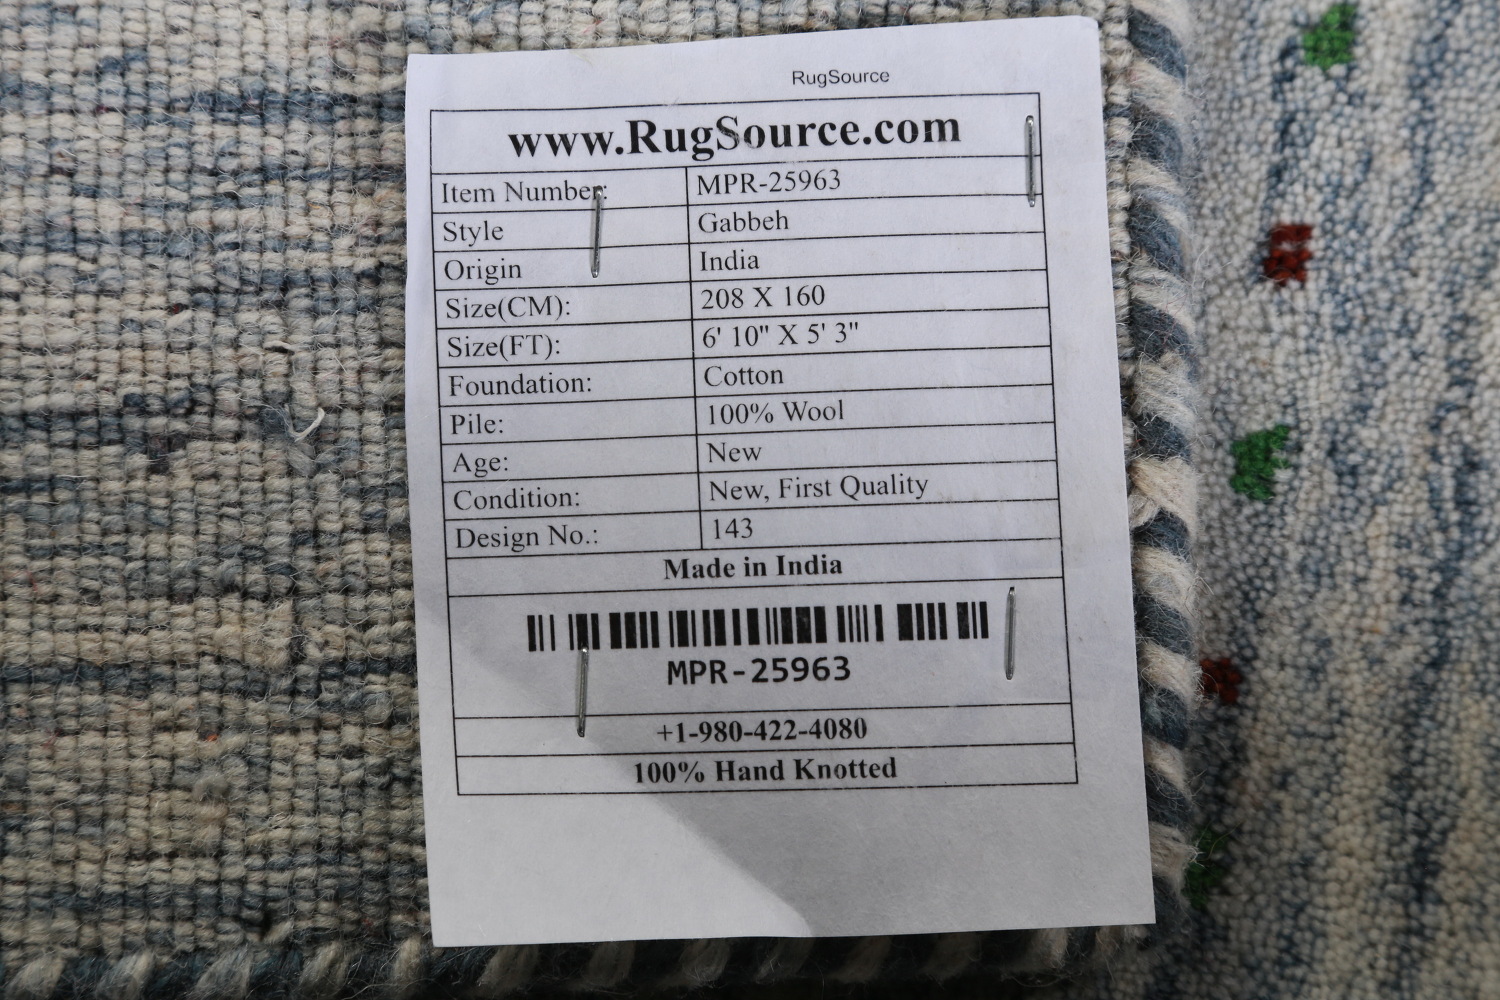 RugSource
www.RugSource.com
Item Number: MPR-25963
Style Gabbeh
Origin India
Size(CM): 208 X 160
Size(FT): 6' 10" X 5' 3"
Foundation: Cotton
Pile: 100% Wool
Age: New
Condition: New, First Quality
Design No.: 143
Made in India
MPR-25963
+1-980-422-4080
100% Hand Knotted